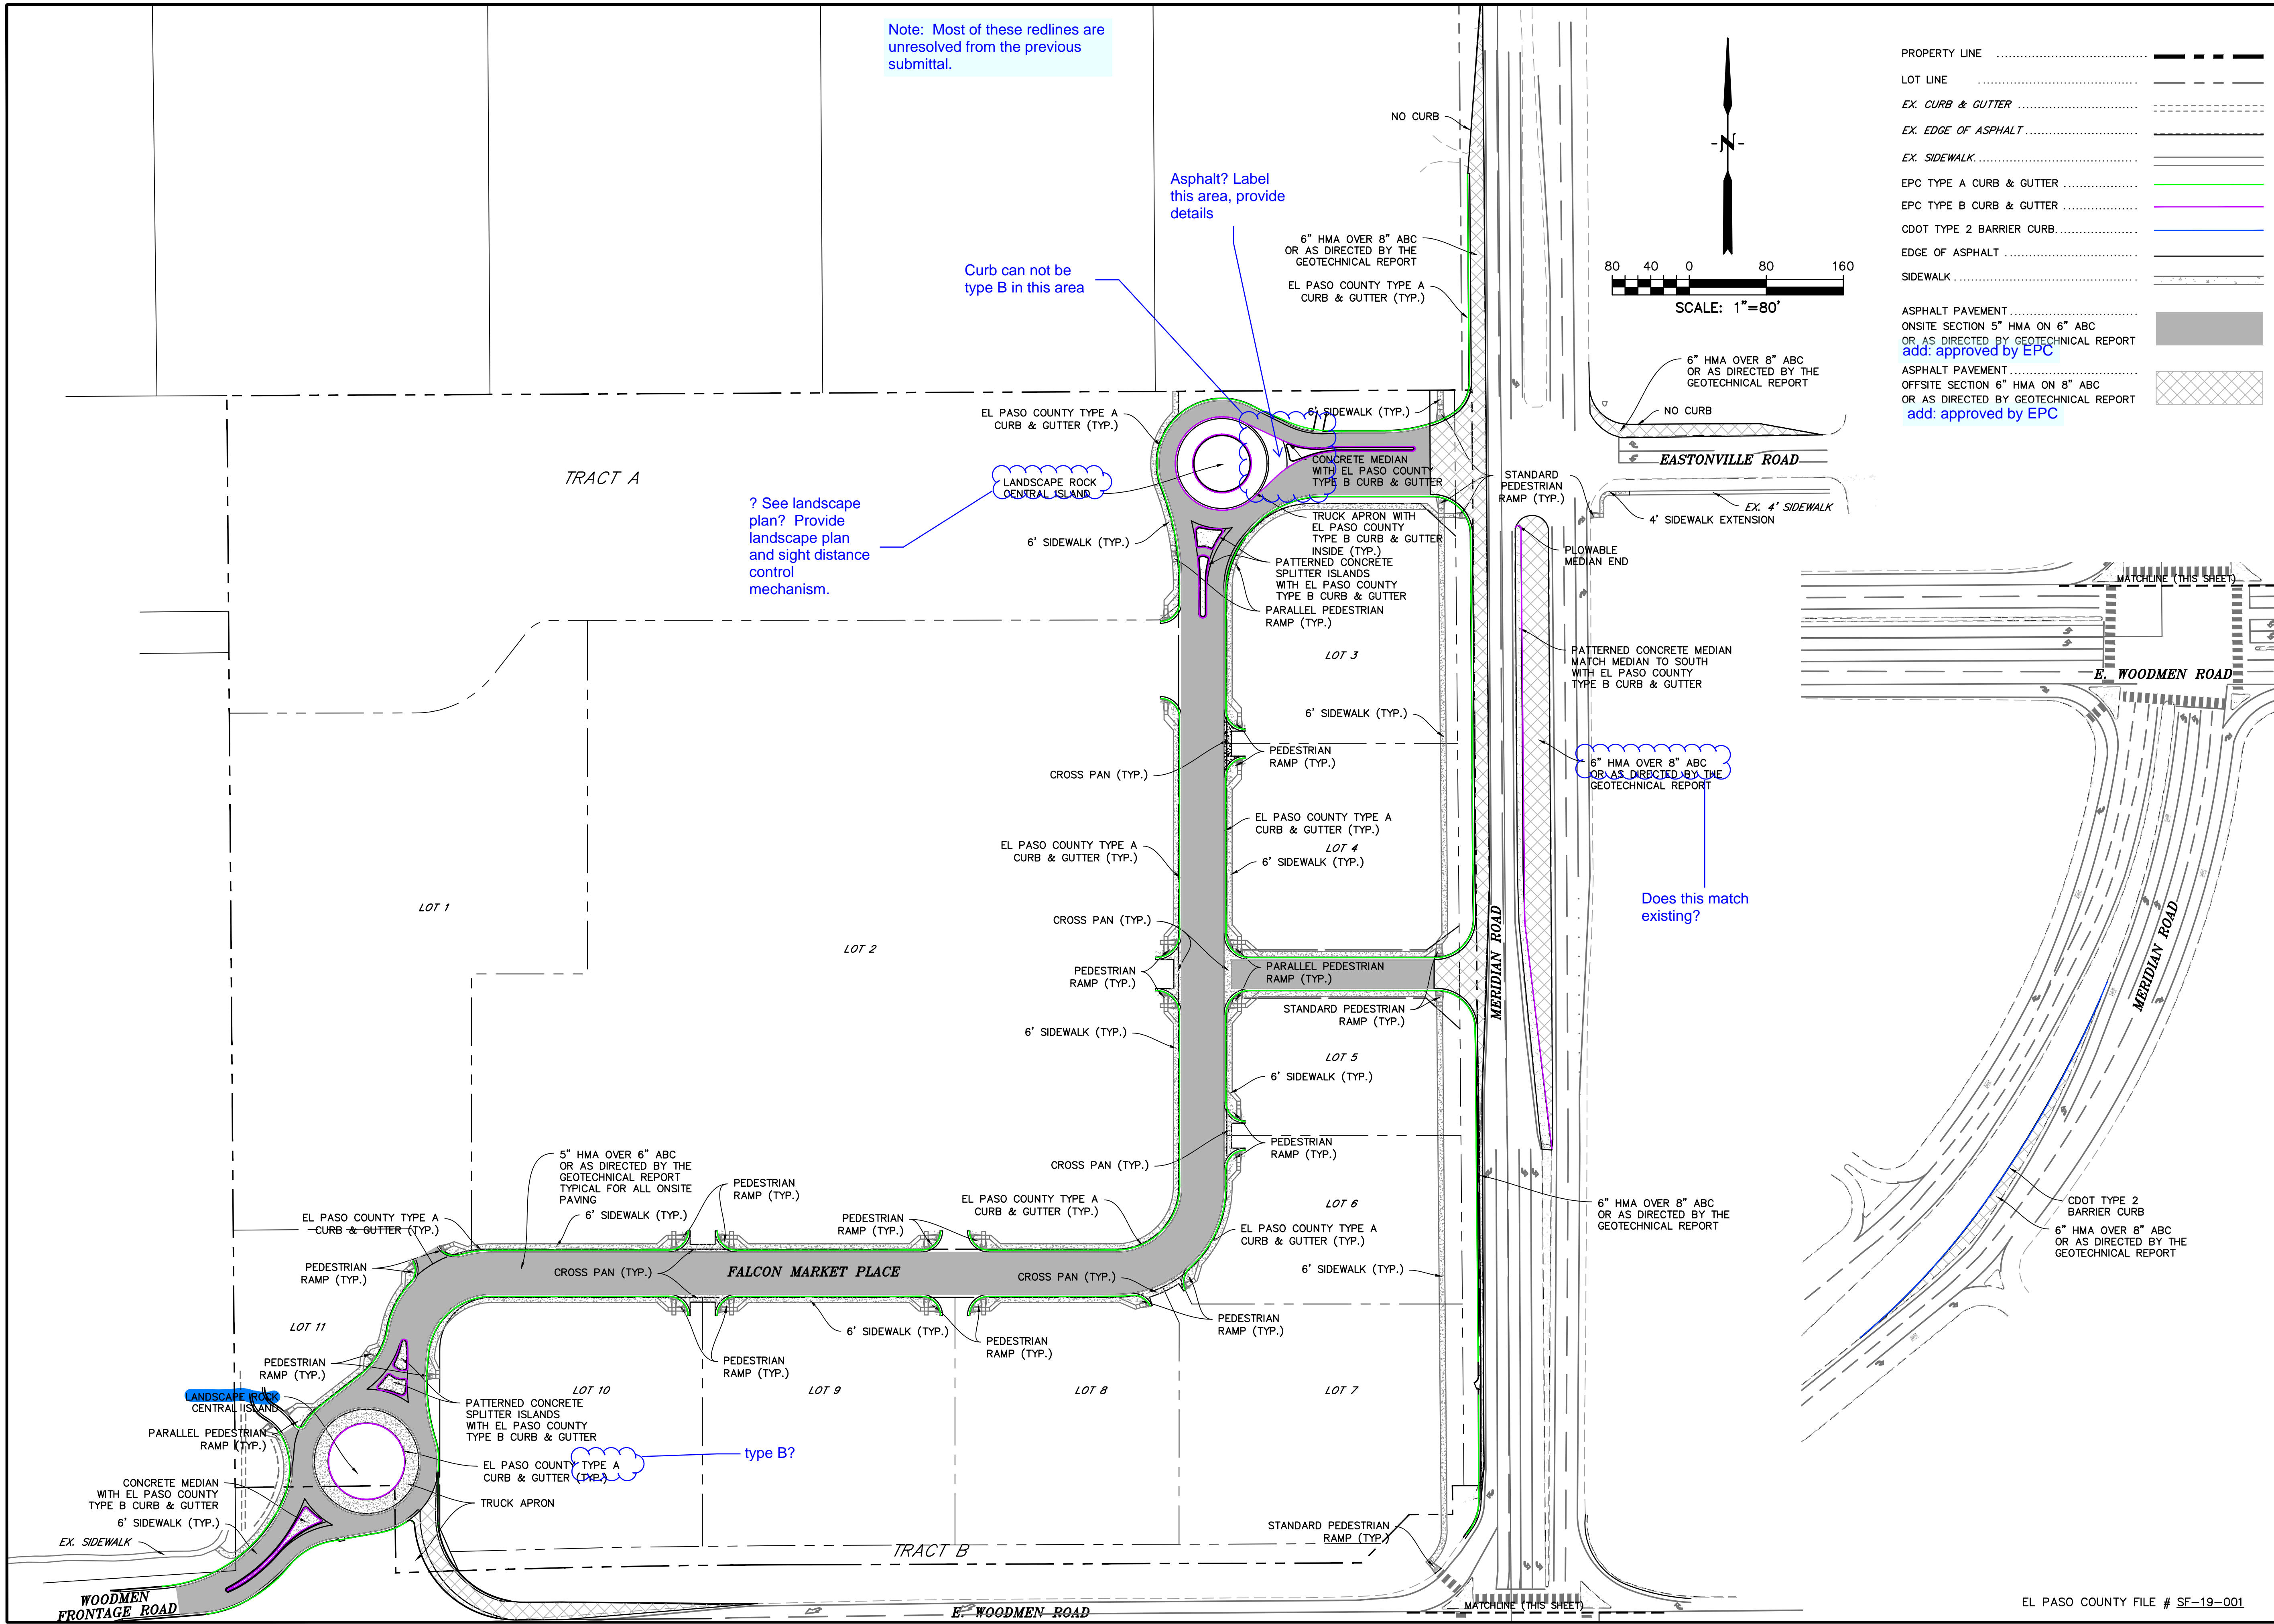 Note: Most of these redlines are
unresolved from the previous
submittal.
PROPERTY LINE
LOT LINE
EX. CURB & GUTTER
EX. EDGE OF ASPHALT
EX. SIDEWALK
EPC TYPE A CURB & GUTTER
EPC TYPE B CURB & GUTTER
CDOT TYPE 2 BARRIER CURB
EDGE OF ASPHALT
SIDEWALK
ASPHALT PAVEMENT
ONSITE SECTION 5" HMA ON 6" ABC
OR AS DIRECTED BY GEOTECHNICAL REPORT
add: approved by EPC
ASPHALT PAVEMENT
OFFSITE SECTION 6" HMA ON 8" ABC
OR AS DIRECTED BY GEOTECHNICAL REPORT
add: approved by EPC
-N-
80 40 0 80 160
SCALE: 1"=80'
NO CURB
Asphalt? Label
this area, provide
details
6" HMA OVER 8" ABC
OR AS DIRECTED BY THE
GEOTECHNICAL REPORT
Curb can not be
type B in this area
EL PASO COUNTY TYPE A
CURB & GUTTER (TYP.)
6" HMA OVER 8" ABC
OR AS DIRECTED BY THE
GEOTECHNICAL REPORT
NO CURB
EASTONVILLE ROAD
EX. 4' SIDEWALK
4' SIDEWALK EXTENSION
EL PASO COUNTY TYPE A
CURB & GUTTER (TYP.)
6' SIDEWALK (TYP.)
TRACT A
LANDSCAPE ROCK
CENTRAL ISLAND
? See landscape
plan? Provide
landscape plan
and sight distance
control
mechanism.
CONCRETE MEDIAN
WITH EL PASO COUNTY
TYPE B CURB & GUTTER
STANDARD
PEDESTRIAN
RAMP (TYP.)
TRUCK APRON WITH
EL PASO COUNTY
TYPE B CURB & GUTTER
INSIDE (TYP.)
6' SIDEWALK (TYP.)
PATTERNED CONCRETE
SPLITTER ISLANDS
WITH EL PASO COUNTY
TYPE B CURB & GUTTER
PARALLEL PEDESTRIAN
RAMP (TYP.)
PLOWABLE
MEDIAN END
MATCHLINE (THIS SHEET)
E. WOODMEN ROAD
LOT 3
PATTERNED CONCRETE MEDIAN
MATCH MEDIAN TO SOUTH
WITH EL PASO COUNTY
TYPE B CURB & GUTTER
6' SIDEWALK (TYP.)
PEDESTRIAN
RAMP (TYP.)
CROSS PAN (TYP.)
6" HMA OVER 8" ABC
OR AS DIRECTED BY THE
GEOTECHNICAL REPORT
EL PASO COUNTY TYPE A
CURB & GUTTER (TYP.)
EL PASO COUNTY TYPE A
CURB & GUTTER (TYP.)
LOT 4
6' SIDEWALK (TYP.)
Does this match
existing?
LOT 1
LOT 2
CROSS PAN (TYP.)
MERIDIAN ROAD
MERIDIAN ROAD
PEDESTRIAN
RAMP (TYP.)
PARALLEL PEDESTRIAN
RAMP (TYP.)
STANDARD PEDESTRIAN
RAMP (TYP.)
6' SIDEWALK (TYP.)
LOT 5
6' SIDEWALK (TYP.)
PEDESTRIAN
RAMP (TYP.)
CROSS PAN (TYP.)
5" HMA OVER 6" ABC
OR AS DIRECTED BY THE
GEOTECHNICAL REPORT
TYPICAL FOR ALL ONSITE
PAVING
PEDESTRIAN
RAMP (TYP.)
EL PASO COUNTY TYPE A
CURB & GUTTER (TYP.)
LOT 6
6" HMA OVER 8" ABC
OR AS DIRECTED BY THE
GEOTECHNICAL REPORT
CDOT TYPE 2
BARRIER CURB
6" HMA OVER 8" ABC
OR AS DIRECTED BY THE
GEOTECHNICAL REPORT
EL PASO COUNTY TYPE A
CURB & GUTTER (TYP.)
6' SIDEWALK (TYP.)
PEDESTRIAN
RAMP (TYP.)
EL PASO COUNTY TYPE A
CURB & GUTTER (TYP.)
PEDESTRIAN
RAMP (TYP.)
CROSS PAN (TYP.)
FALCON MARKET PLACE
CROSS PAN (TYP.)
6' SIDEWALK (TYP.)
LOT 11
6' SIDEWALK (TYP.)
PEDESTRIAN
RAMP (TYP.)
PEDESTRIAN
RAMP (TYP.)
PEDESTRIAN
RAMP (TYP.)
PEDESTRIAN
RAMP (TYP.)
LANDSCAPE ROCK
CENTRAL ISLAND
LOT 10
LOT 9
LOT 8
LOT 7
PATTERNED CONCRETE
SPLITTER ISLANDS
WITH EL PASO COUNTY
TYPE B CURB & GUTTER
PARALLEL PEDESTRIAN
RAMP (TYP.)
type B?
EL PASO COUNTY TYPE A
CURB & GUTTER (TYP.)
CONCRETE MEDIAN
WITH EL PASO COUNTY
TYPE B CURB & GUTTER
TRUCK APRON
6' SIDEWALK (TYP.)
EX. SIDEWALK
STANDARD PEDESTRIAN
RAMP (TYP.)
TRACT B
WOODMEN
FRONTAGE ROAD
E. WOODMEN ROAD
MATCHLINE (THIS SHEET)
EL PASO COUNTY FILE # SF-19-001